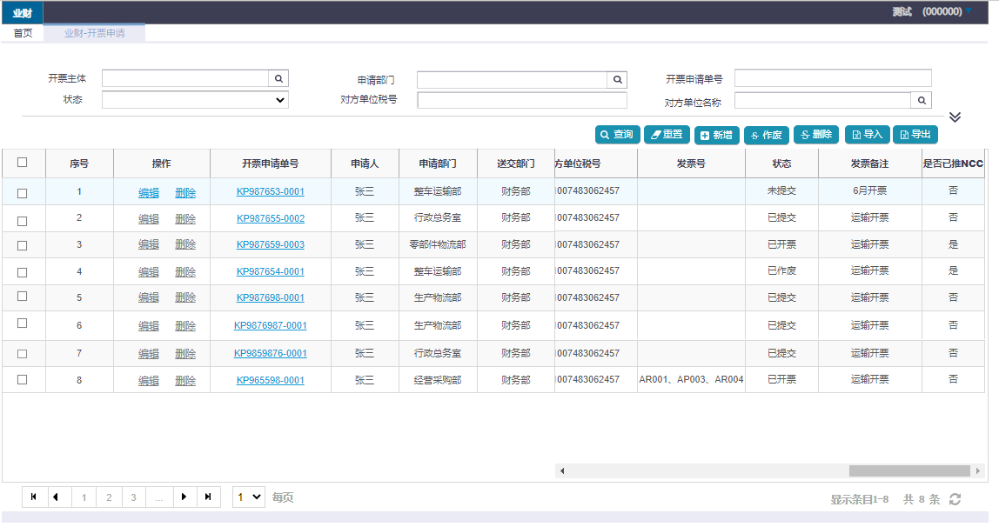 业财 测试 (000000)
首页 业财-开票申请
开票主体 申请部门 开票申请单号
状态 对方单位税号 对方单位名称
查询 重置 新增 作废 删除 导入 导出
序号 操作 开票申请单号 申请人 申请部门 送交部门 方单位税号 发票号 状态 发票备注 是否已推NCC
1 编辑 删除 KP987653-0001 张三 整车运输部 财务部 007483062457 未提交 6月开票 否
2 编辑 删除 KP987655-0002 张三 行政总务室 财务部 007483062457 已提交 运输开票 否
3 编辑 删除 KP987659-0003 张三 零部件物流部 财务部 007483062457 已开票 运输开票 是
4 编辑 删除 KP987654-0001 张三 整车运输部 财务部 007483062457 已作废 运输开票 是
5 编辑 删除 KP987698-0001 张三 生产物流部 财务部 007483062457 已提交 运输开票 否
6 编辑 删除 KP9876987-0001 张三 生产物流部 财务部 007483062457 已提交 运输开票 否
7 编辑 删除 KP9859876-0001 张三 行政总务室 财务部 007483062457 已提交 运输开票 否
8 编辑 删除 KP965598-0001 张三 经营采购部 财务部 007483062457 AR001、AP003、AR004 已开票 运输开票 否
1 2 3 ... 1 每页 显示条目1-8 共 8 条